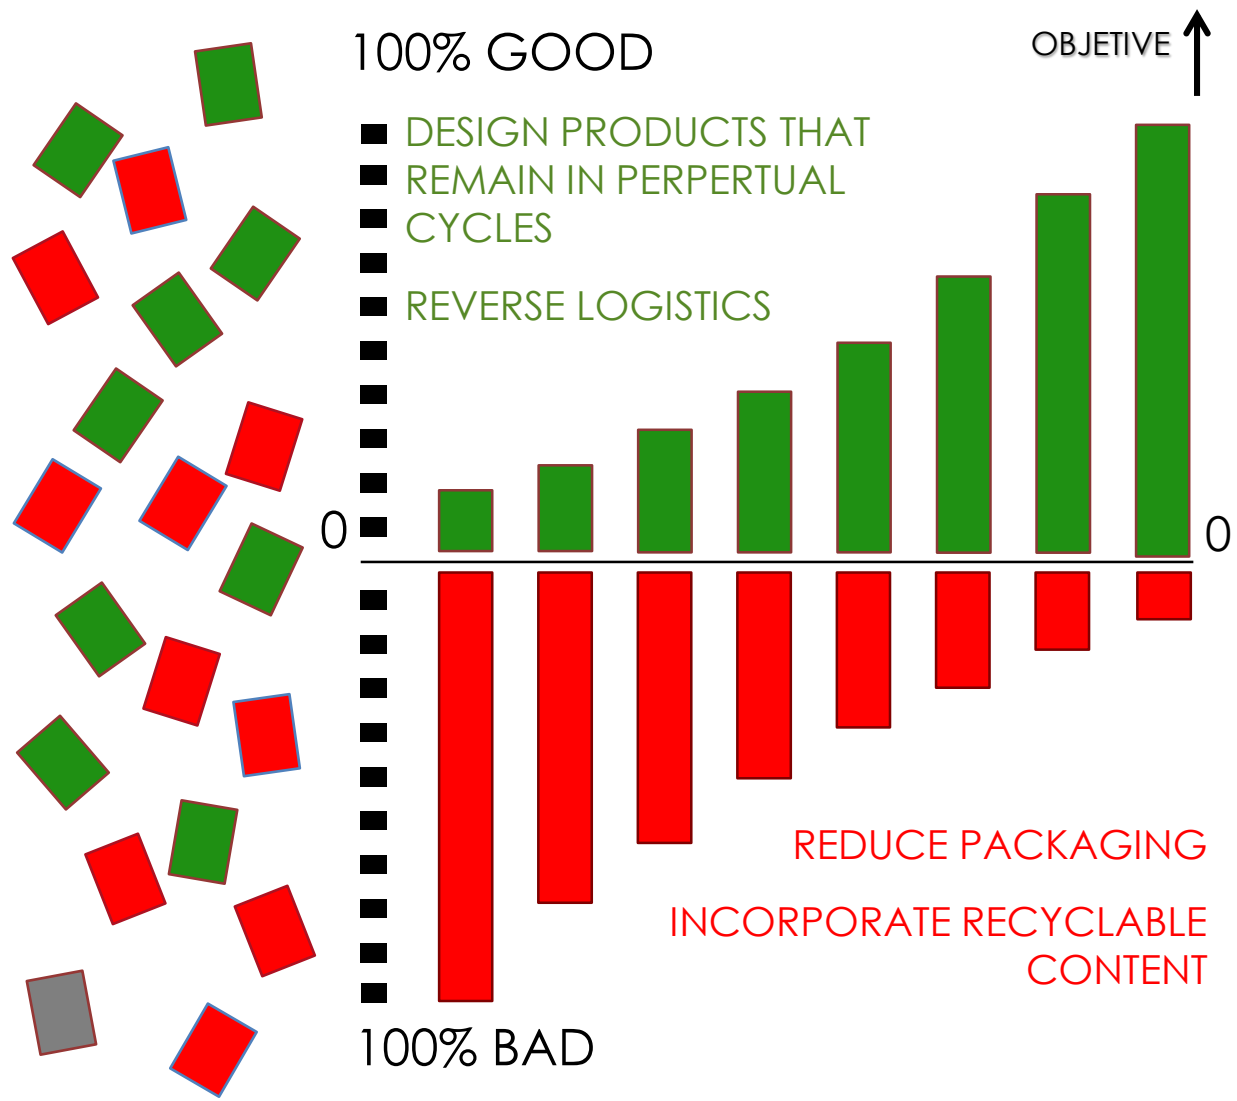 100% GOOD
OBJETIVE
DESIGN PRODUCTS THAT
REMAIN IN PERPERTUAL
CYCLES
REVERSE LOGISTICS
0
0
REDUCE PACKAGING
INCORPORATE RECYCLABLE
CONTENT
100% BAD